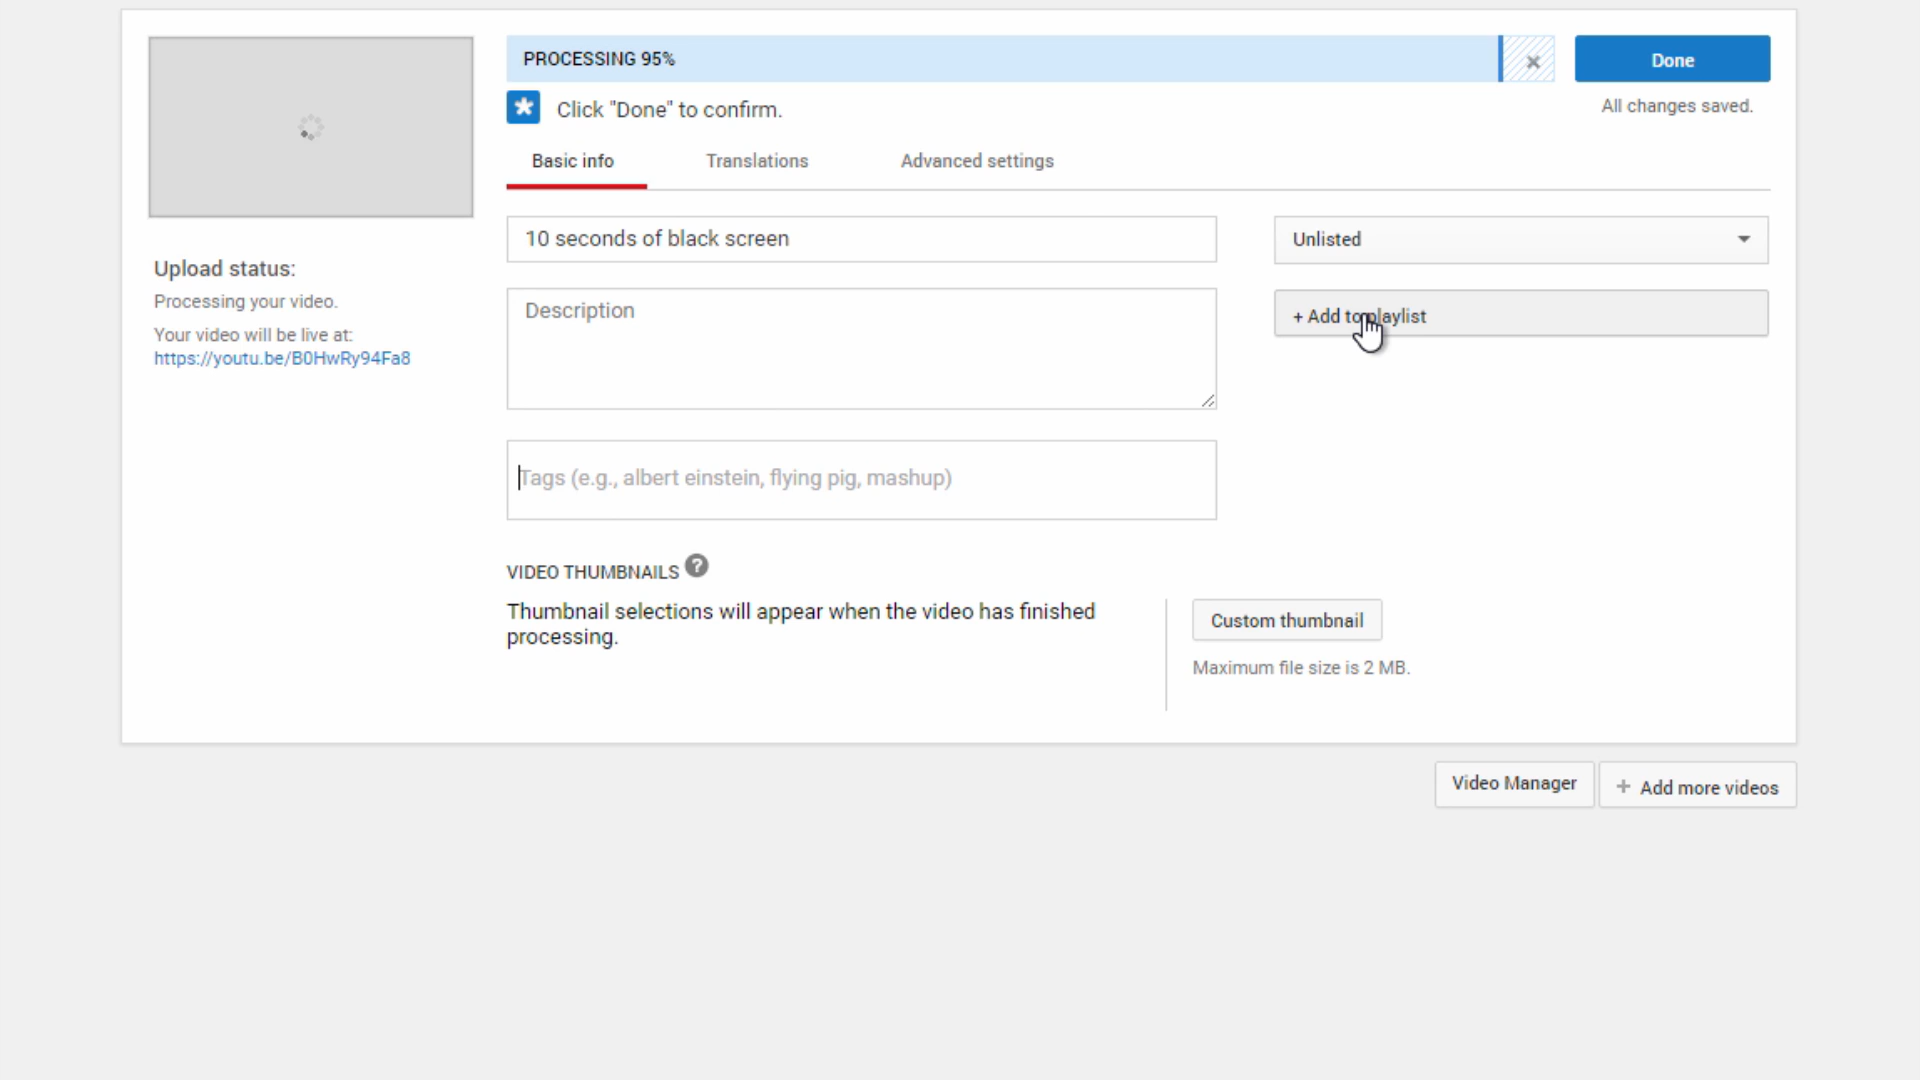 PROCESSING 95%
Done
Click "Done" to confirm.
All changes saved.
Basic info
Translations
Advanced settings
10 seconds of black screen
Unlisted
Upload status:
Processing your video.
Your video will be live at:
https://youtu.be/B0HwRy94Fa8
Description
+ Add to playlist
Tags (e.g., albert einstein, flying pig, mashup)
VIDEO THUMBNAILS ?
Thumbnail selections will appear when the video has finished
processing.
Custom thumbnail
Maximum file size is 2 MB.
Video Manager
+ Add more videos